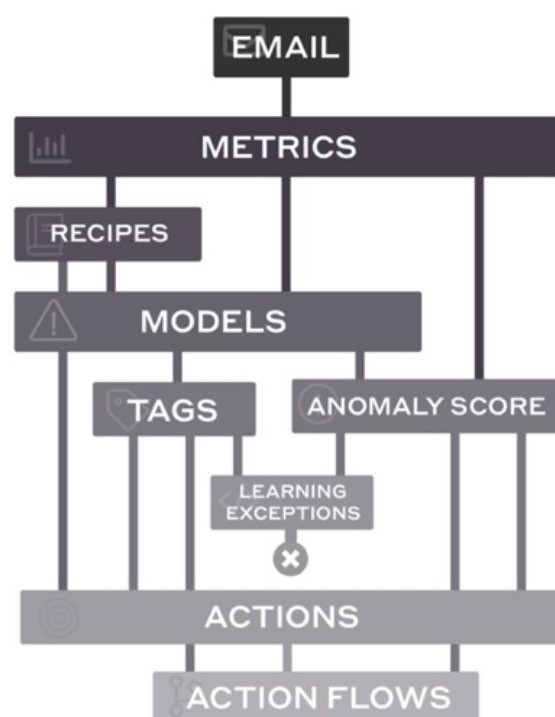 EMAIL
METRICS
RECIPES
MODELS
TAGS
ANOMALY SCORE
LEARNING
EXCEPTIONS
ACTIONS
ACTION FLOWS